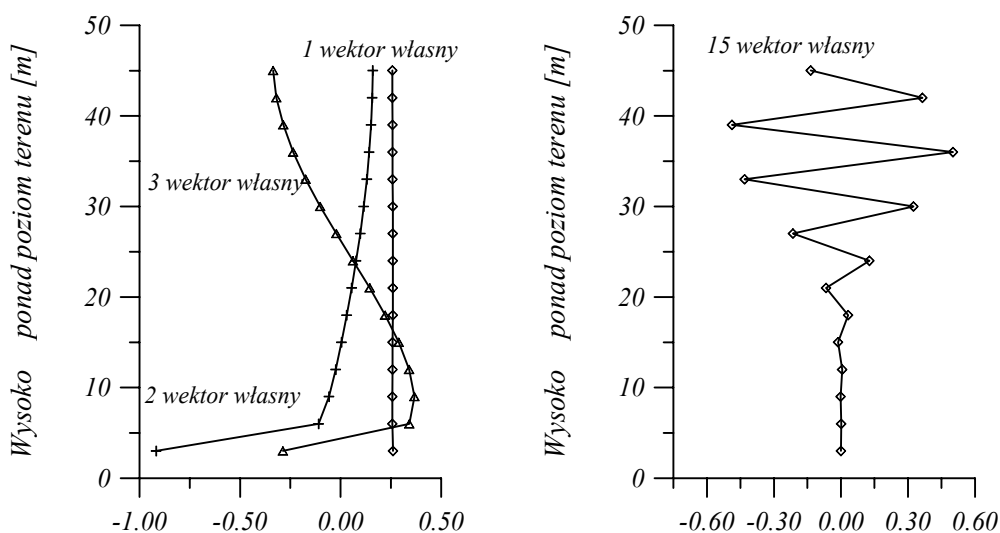 50
40
30
20
10
0
Wysoko ponad poziom terenu [m]
1 wektor własny
3 wektor własny
2 wektor własny
-1.00 -0.50 0.00 0.50
50
40
30
20
10
0
Wysoko ponad poziom terenu [m]
15 wektor własny
-0.60 -0.30 0.00 0.30 0.60